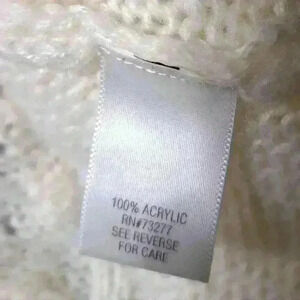 100% ACRYLIC
RN#73277
SEE REVERSE
FOR CARE